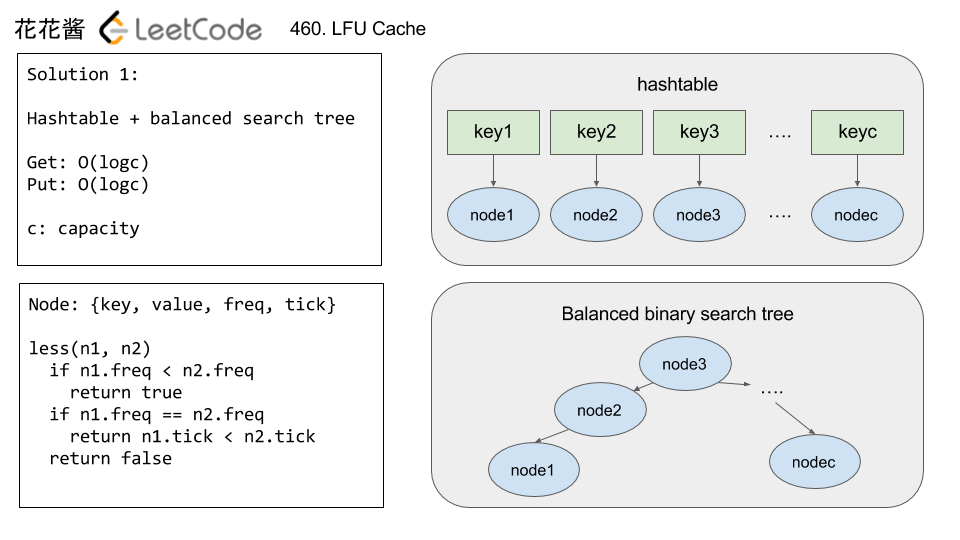 花花酱 LeetCode 460. LFU Cache
Solution 1:
Hashtable + balanced search tree
Get: O(logc)
Put: O(logc)
c: capacity
hashtable
key1 key2 key3 .... keyc
node1 node2 node3 .... nodec
Node: {key, value, freq, tick}
less(n1, n2)
  if n1.freq < n2.freq
    return true
  if n1.freq == n2.freq
    return n1.tick < n2.tick
  return false
Balanced binary search tree
node3
....
node2
node1
nodec